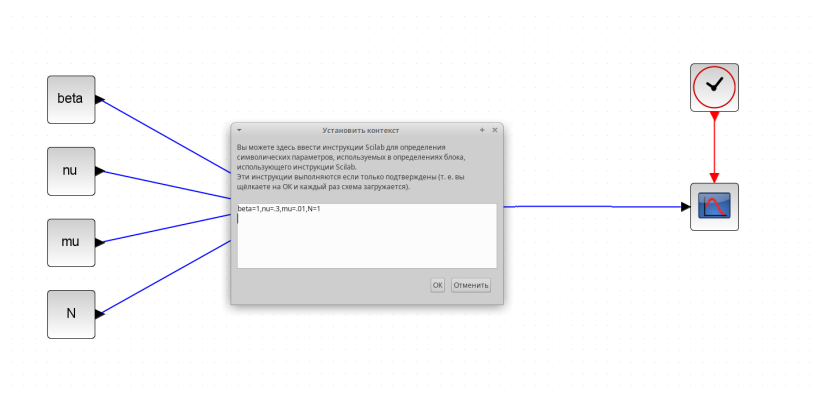 beta
nu
mu
N
Установить контекст
Вы можете здесь ввести инструкции Scilab для определения
символических параметров, используемых в определениях блока,
использующего инструкции Scilab.
Эти инструкции выполняются если только подтверждены (т. е. вы
щёлкаете на ОК и каждый раз схема загружается).
beta=1,nu=.3,mu=.01,N=1
ОК
Отменить